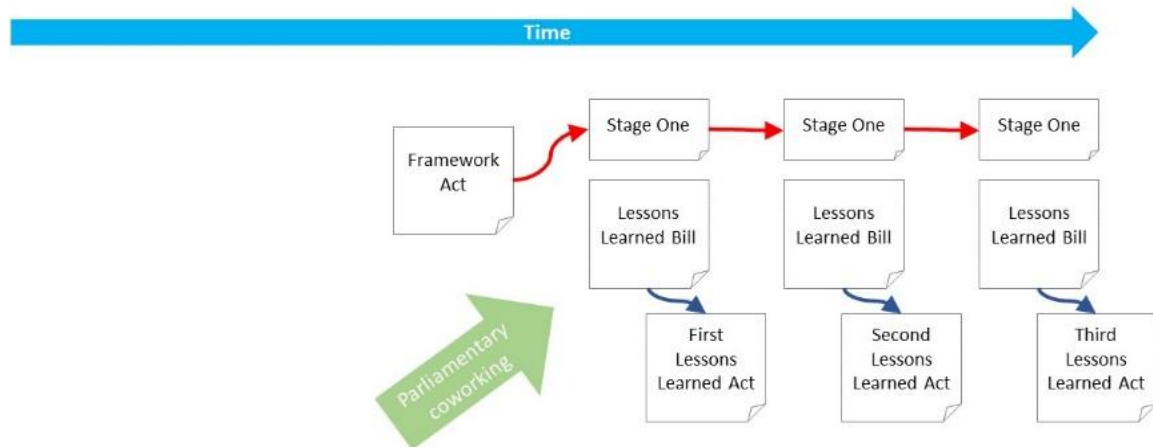 Time
Framework
Act
Stage One
Stage One
Stage One
Lessons
Learned Bill
Lessons
Learned Bill
Lessons
Learned Bill
Parliamentary
coworking
First
Lessons
Learned Act
Second
Lessons
Learned Act
Third
Lessons
Learned Act